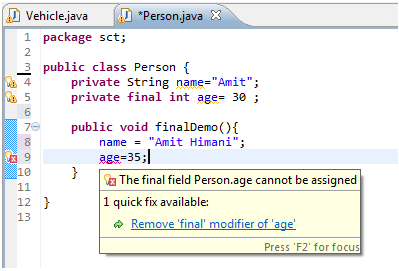 Vehicle.java *Person.java
1 package sct;
2
3 public class Person {
4 private String name="Amit";
5 private final int age= 30 ;
6
7 public void finalDemo(){
8 name = "Amit Himani";
9 age=35;
10 }
11
12 }
13
The final field Person.age cannot be assigned
1 quick fix available:
Remove 'final' modifier of 'age'
Press 'F2' for focus